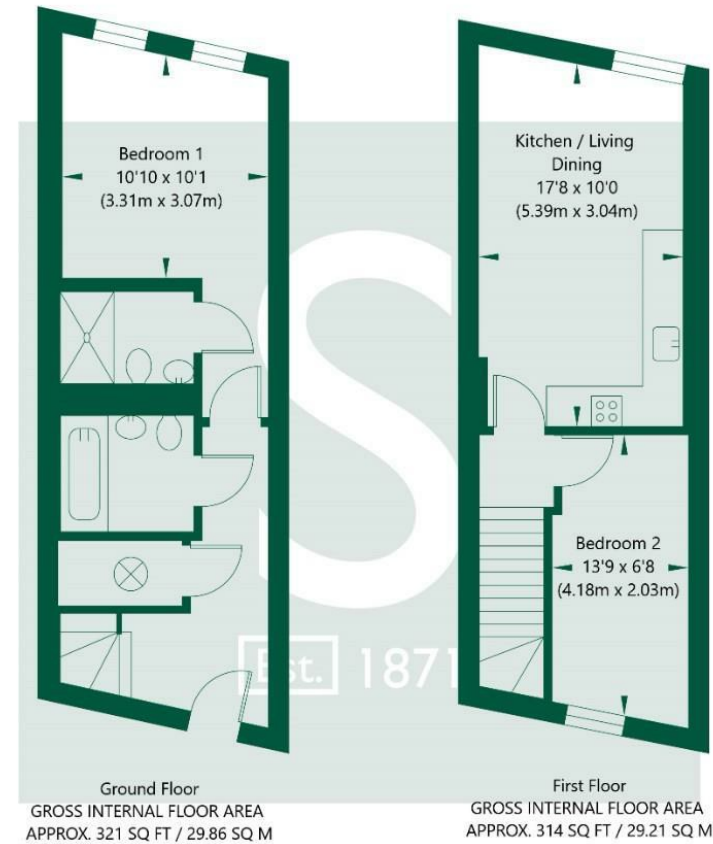 Bedroom 1
10'10 x 10'1
(3.31m x 3.07m)
Kitchen / Living
Dining
17'8 x 10'0
(5.39m x 3.04m)
Bedroom 2
13'9 x 6'8
(4.18m x 2.03m)
S
Est. 1871
Ground Floor
GROSS INTERNAL FLOOR AREA
APPROX. 321 SQ FT / 29.86 SQ M
First Floor
GROSS INTERNAL FLOOR AREA
APPROX. 314 SQ FT / 29.21 SQ M